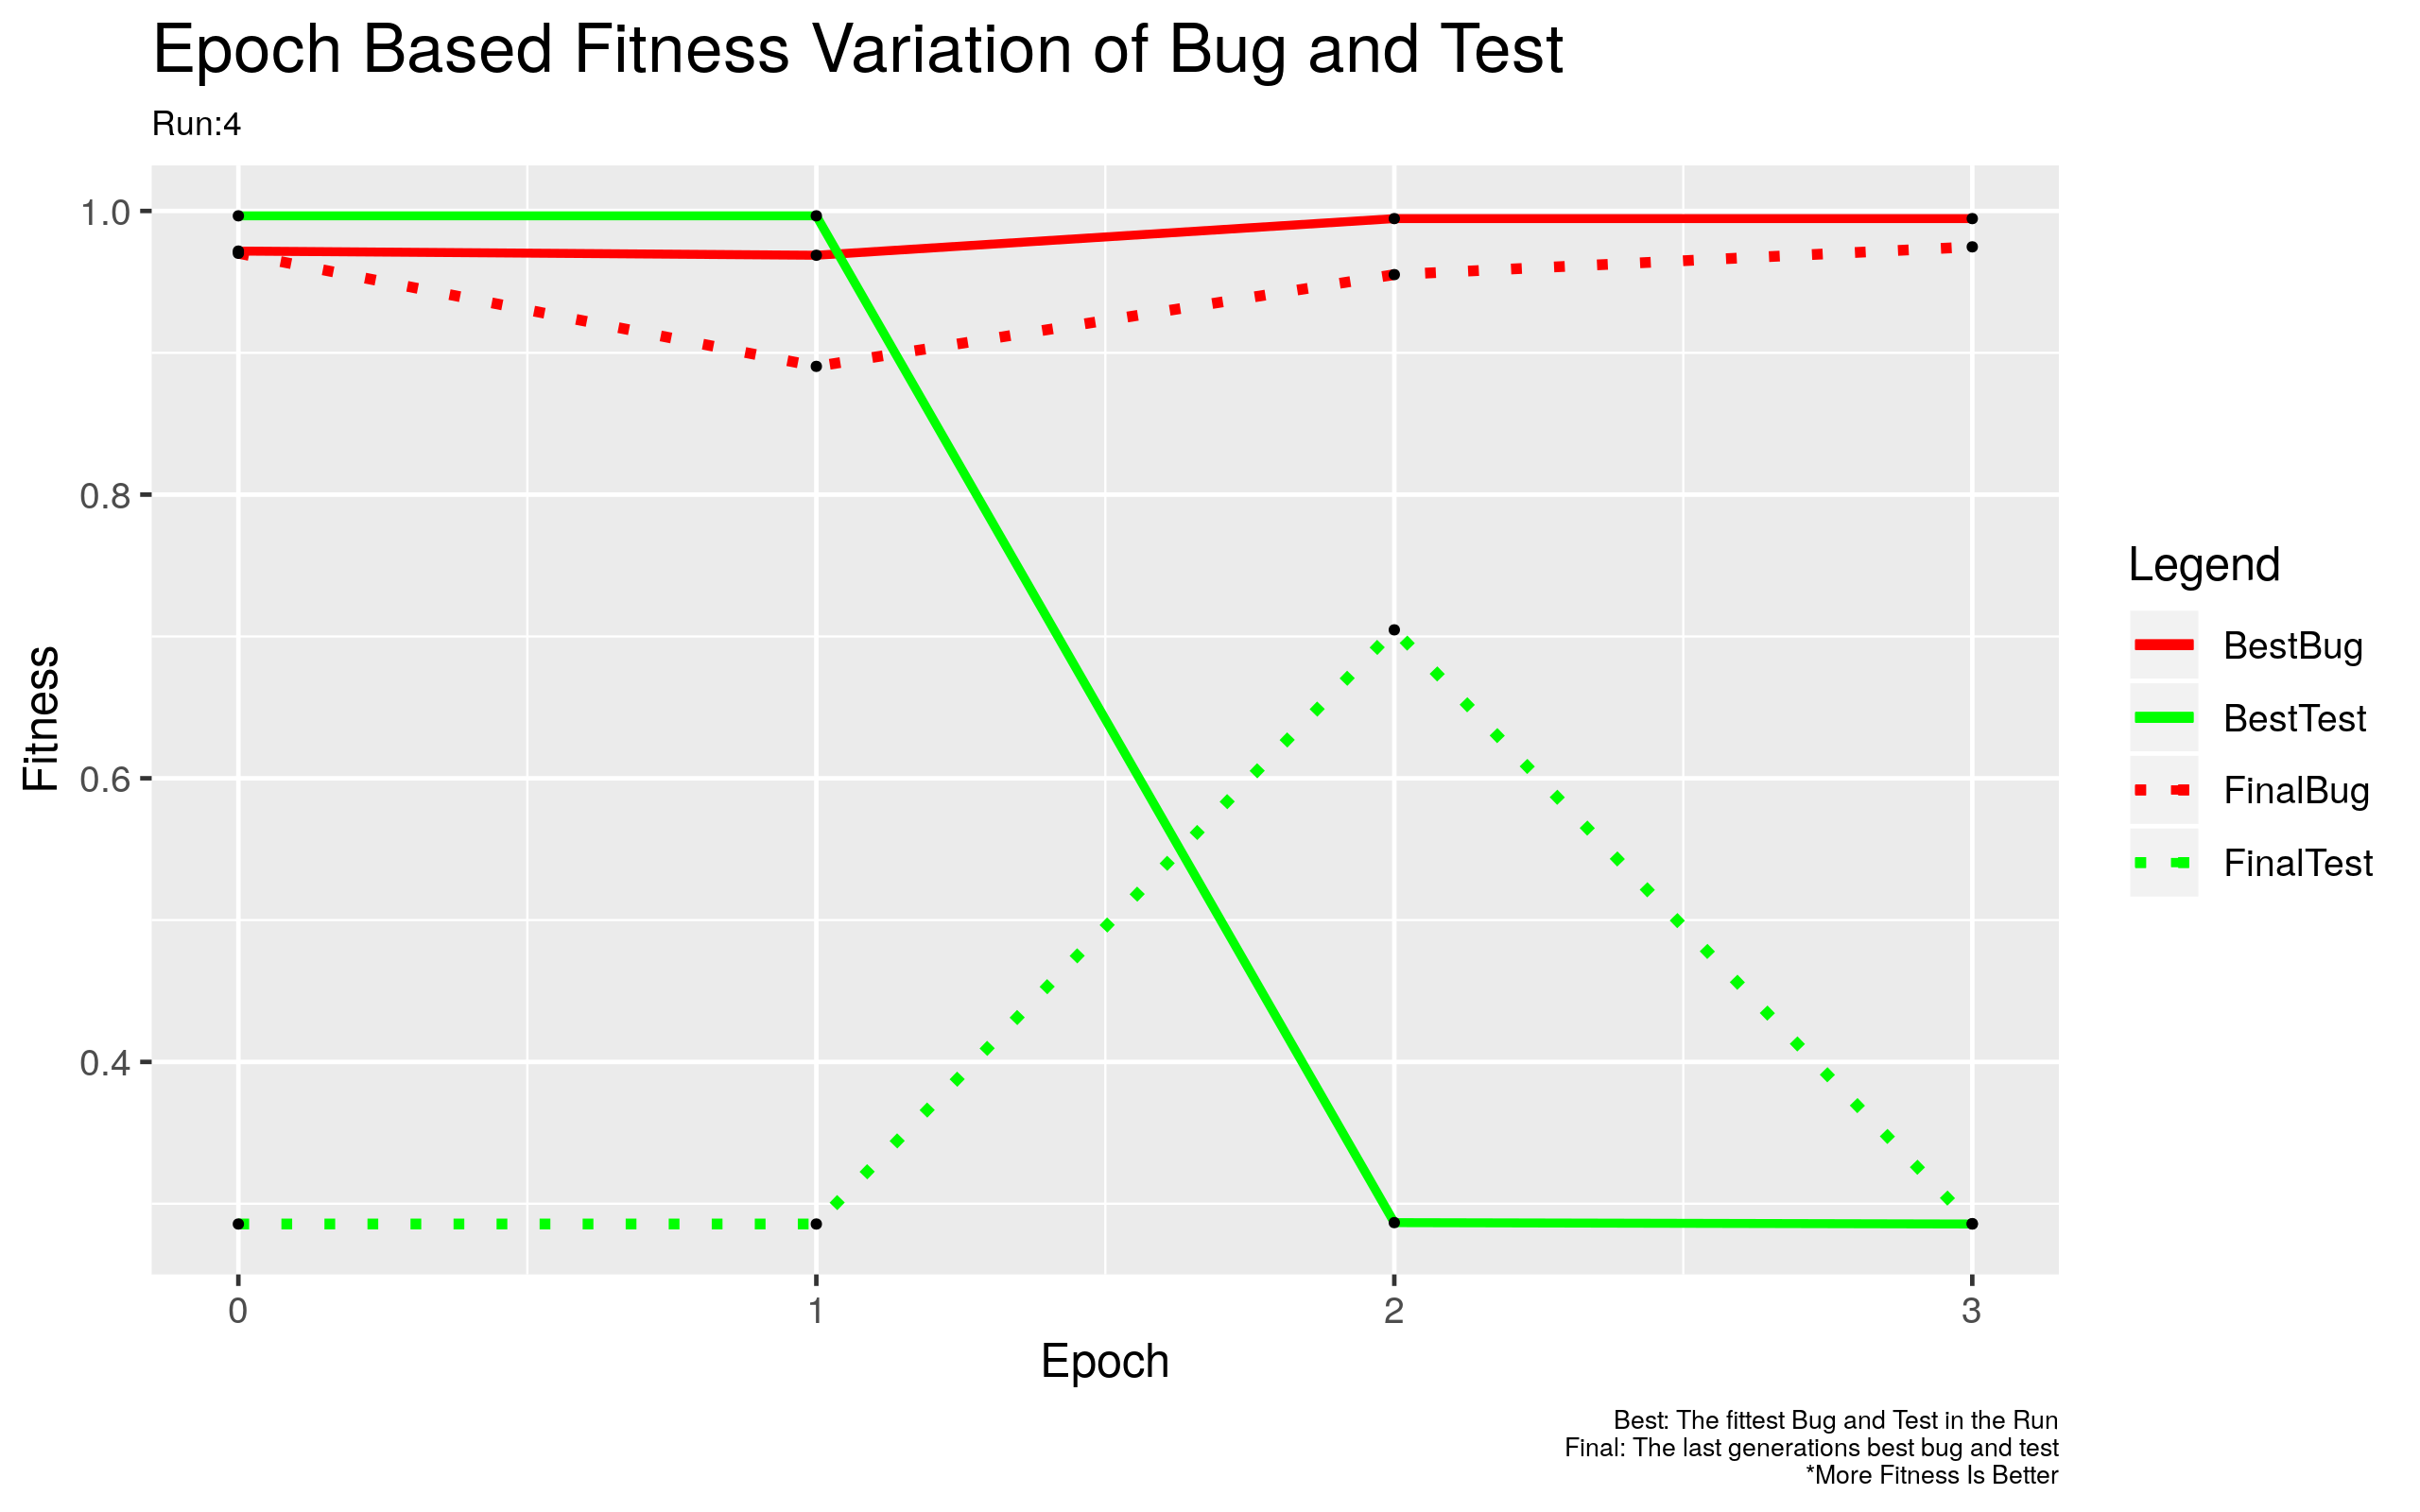 Epoch Based Fitness Variation of Bug and Test
Run:4
1.0
0.8
0.6
0.4
Fitness
0
1
2
3
Epoch
Legend
BestBug
BestTest
FinalBug
FinalTest
Best: The fittest Bug and Test in the Run
Final: The last generations best bug and test
*More Fitness Is Better